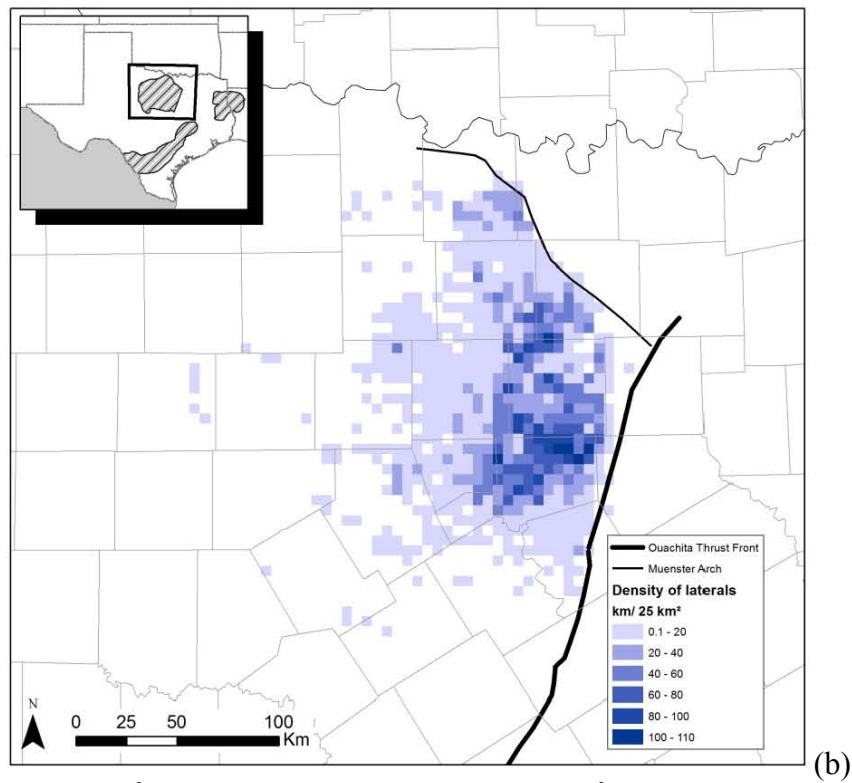 Ouachita Thrust Front
Muenster Arch
Density of laterals
km/ 25 km²
0.1 - 20
20 - 40
40 - 60
60 - 80
80 - 100
100 - 110
N
0 25 50 100
Km
(b)